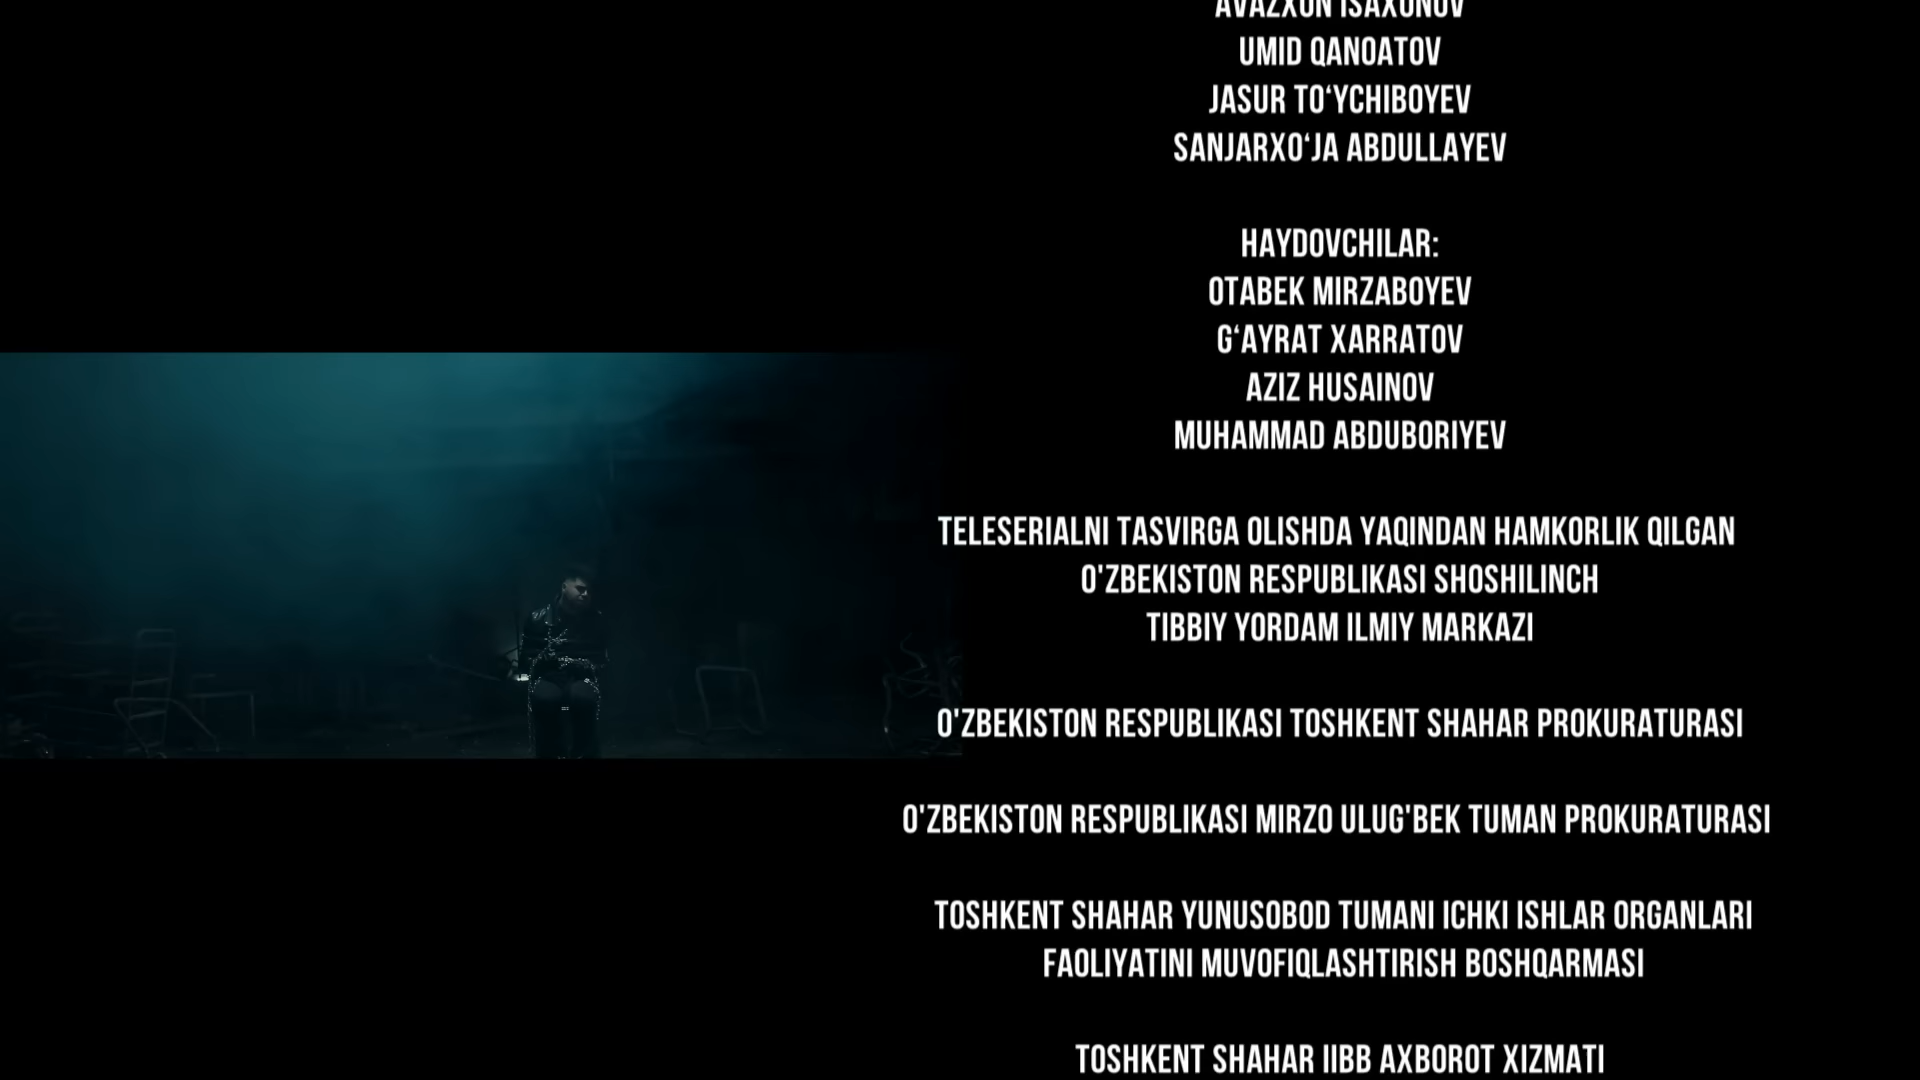 AVAZXON ISAXONOV
UMID QANOATOV
JASUR TO‘YCHIBOYEV
SANJARXO‘JA ABDULLAYEV
HAYDOVCHILAR:
OTABEK MIRZABOYEV
G‘AYRAT XARRATOV
AZIZ HUSAINOV
MUHAMMAD ABDUBORIYEV
TELESERIALNI TASVIRGA OLISHDA YAQINDAN HAMKORLIK QILGAN
O'ZBEKISTON RESPUBLIKASI SHOSHILINCH
TIBBIY YORDAM ILMIY MARKAZI
O'ZBEKISTON RESPUBLIKASI TOSHKENT SHAHAR PROKURATURASI
O'ZBEKISTON RESPUBLIKASI MIRZO ULUG'BEK TUMAN PROKURATURASI
TOSHKENT SHAHAR YUNUSOBOD TUMANI ICHKI ISHLAR ORGANLARI
FAOLIYATINI MUVOFIQLASHTIRISH BOSHQARMASI
TOSHKENT SHAHAR IIBB AXBOROT XIZMATI